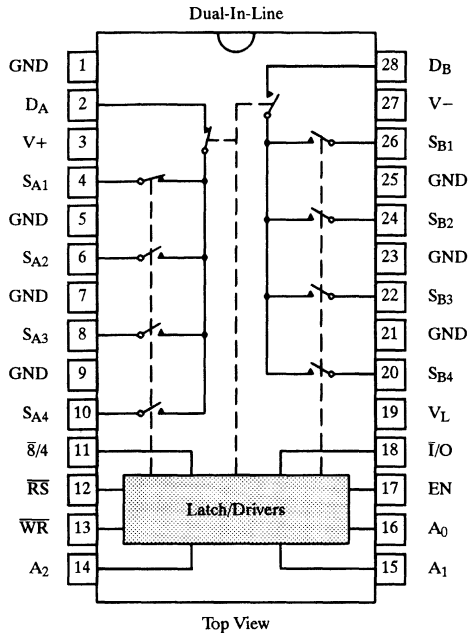 Dual-In-Line
GND 1 28 D_B
D_A 2 27 V−
V+ 3 26 S_B1
S_A1 4 25 GND
GND 5 24 S_B2
S_A2 6 23 GND
GND 7 22 S_B3
S_A3 8 21 GND
GND 9 20 S_B4
S_A4 10 19 V_L
8̅/4 11 18 I̅/O
R̅S̅ 12 17 EN
Latch/Drivers
W̅R̅ 13 16 A_0
A_2 14 15 A_1
Top View